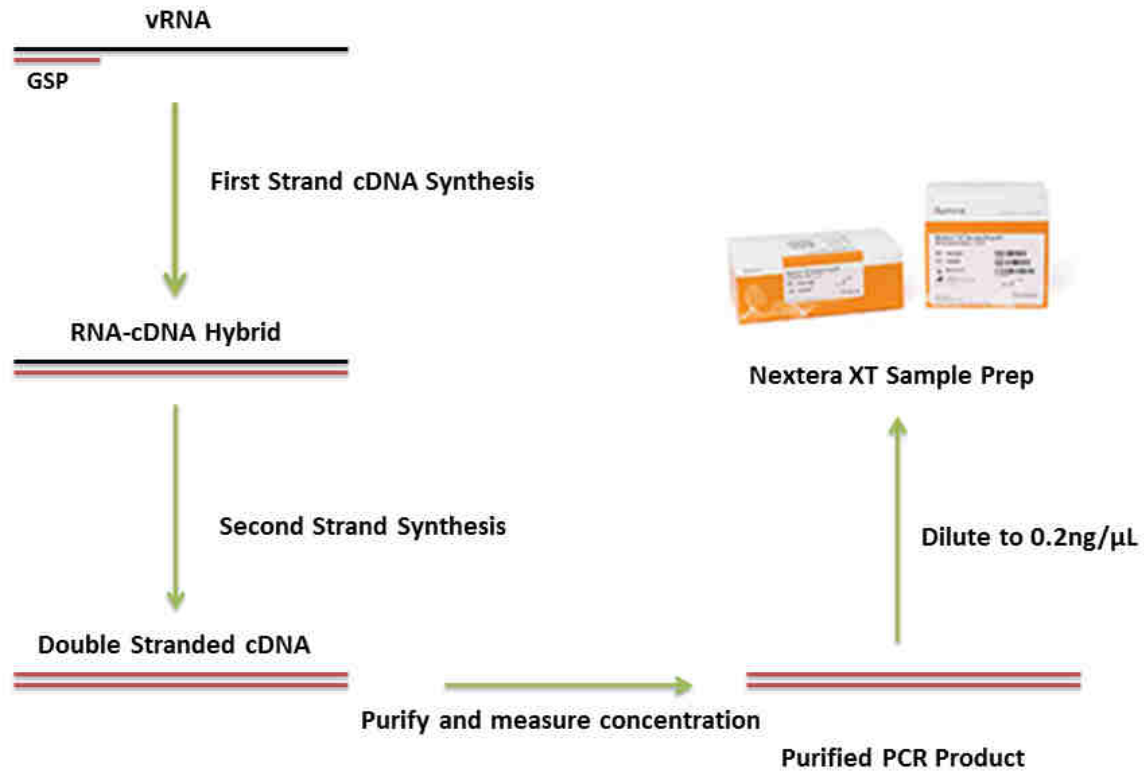 vRNA
GSP
First Strand cDNA Synthesis
RNA-cDNA Hybrid
Second Strand Synthesis
Double Stranded cDNA
Purify and measure concentration
Purified PCR Product
Dilute to 0.2ng/µL
Nextera XT Sample Prep